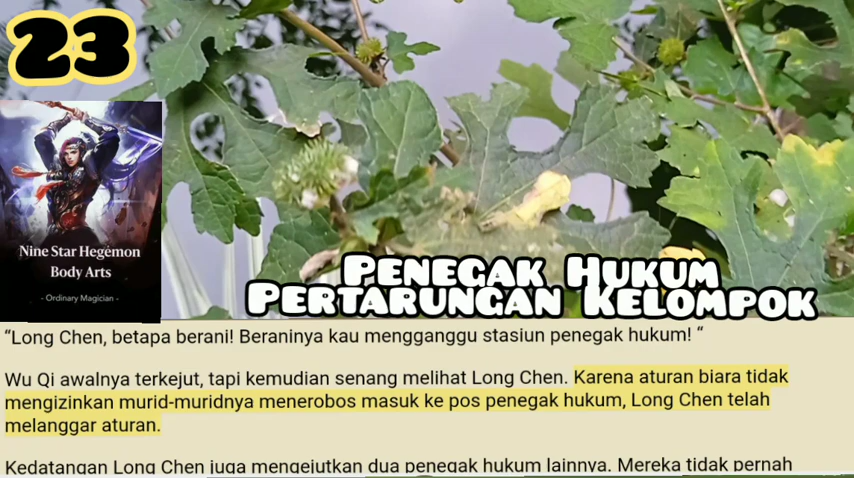 23
Nine Star Hegemon
Body Arts
- Ordinary Magician -
PENEGAK HUKUM
PERTARUNGAN KELOMPOK
“Long Chen, betapa berani! Beraninya kau mengganggu stasiun penegak hukum! “
Wu Qi awalnya terkejut, tapi kemudian senang melihat Long Chen. Karena aturan biara tidak
mengizinkan murid-muridnya menerobos masuk ke pos penegak hukum, Long Chen telah
melanggar aturan.
Kedatangan Long Chen juga mengejutkan dua penegak hukum lainnya. Mereka tidak pernah